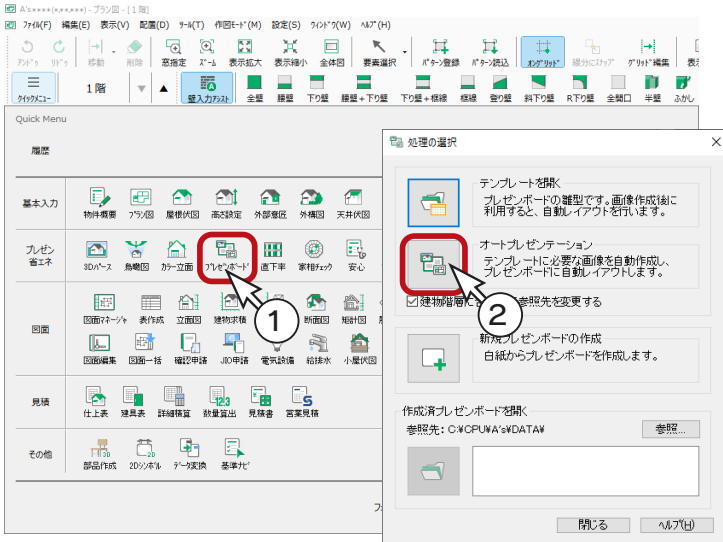 A's****(*,**,***) - プラン図 - [1 階]
ﾌｧｲﾙ(F) 編集(E) 表示(V) 配置(D) ﾂｰﾙ(T) 作図ﾓｰﾄﾞ(M) 設定(S) ｳｨﾝﾄﾞｳ(W) ﾍﾙﾌﾟ(H)
ｱﾝﾄﾞｩ ﾘﾄﾞｩ 移動 削除 窓指定 ｽﾞｰﾑ 表示拡大 表示縮小 全体図 要素選択 ﾊﾟﾀｰﾝ登録 ﾊﾟﾀｰﾝ読込 ｵﾝｸﾞﾘｯﾄﾞ 線分にｽﾅｯﾌﾟ ｸﾞﾘｯﾄﾞ編集
ｸｲｯｸﾒﾆｭｰ 1 階 ▼ ▲ 壁入力ｱｼｽﾄ 全壁 腰壁 下り壁 腰壁+下り壁 下り壁+框線 框線 登り壁 斜下り壁 R下り壁 全開口 半壁 ふかし
Quick Menu
履歴
基本入力
物件概要 ﾌﾟﾗﾝ図 屋根伏図 高さ設定 外部意匠 外構図 天井伏図
プレゼン
省エネ
3Dﾊﾟｰｽ 鳥瞰図 ｶﾗｰ立面 ﾌﾟﾚｾﾞﾝﾎﾞｰﾄﾞ 直下率 家相ﾁｪｯｸ 安心
図面
図面ﾏﾈｰｼﾞｬ 表作成 立面図 建物求積 断面図 矩計図
図面編集 図面一括 確認申請 JIO申請 電気設備 給排水 小屋伏図
見積
仕上表 建具表 詳細積算 数量算出 見積書 営業見積
その他
部品作成 2Dｼﾝﾎﾞﾙ ﾃﾞｰﾀ変換 基準ﾅﾋﾞ
1
処理の選択
テンプレートを開く
プレゼンボードの雛型です。画像作成後に
利用すると、自動レイアウトを行います。
オートプレゼンテーション
テンプレートに必要な画像を自動作成し、
プレゼンボードに自動レイアウトします。
建物階層に 参照先を変更する
2
新規プレゼンボードの作成
白紙からプレゼンボードを作成します。
作成済プレゼンボードを開く
参照先: C:¥CPU¥A's¥DATA¥
参照...
閉じる
ﾍﾙﾌﾟ(H)